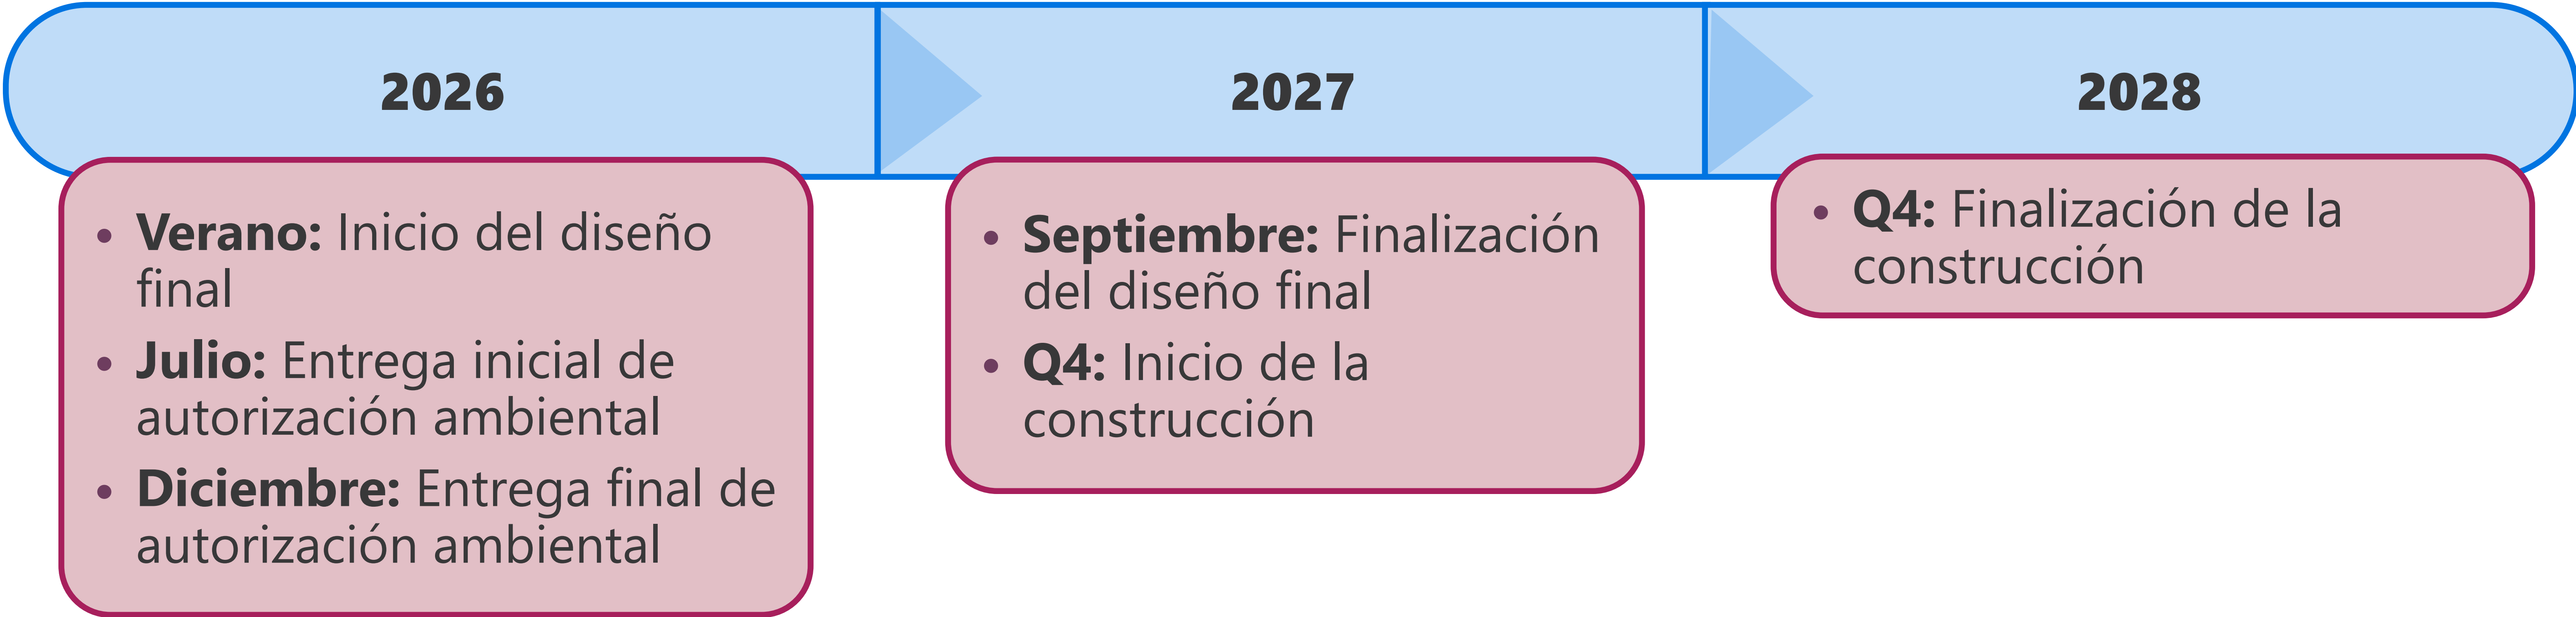 2026
2027
2028
• Verano: Inicio del diseño
final
• Julio: Entrega inicial de
autorización ambiental
• Diciembre: Entrega final de
autorización ambiental
• Septiembre: Finalización
del diseño final
• Q4: Inicio de la
construcción
• Q4: Finalización de la
construcción